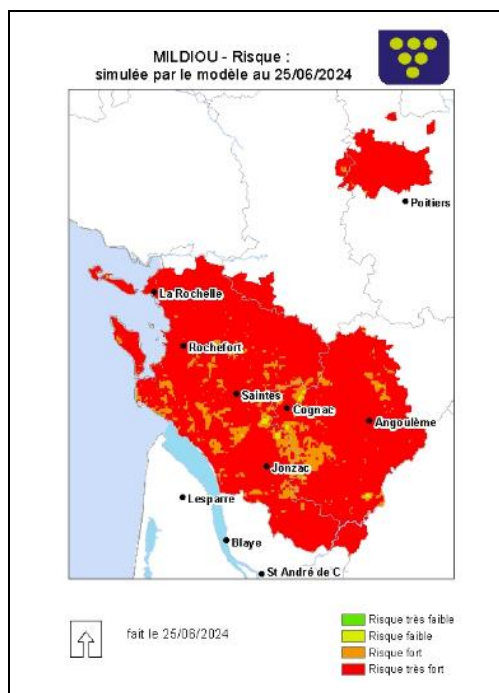 MILDIOU - Risque :
simulée par le modèle au 25/06/2024
Poitiers
La Rochelle
Rochefort
Saintes
Cognac
Angoulème
Jonzac
Lesparre
Blaye
St André de C
fait le 25/06/2024
Risque très faible
Risque faible
Risque fort
Risque très fort